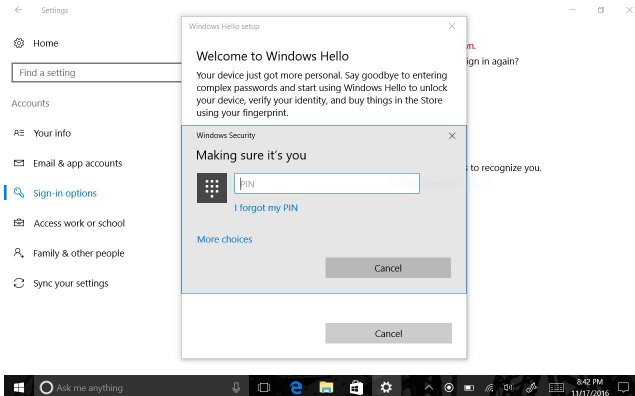 Settings
Home
Find a setting
Accounts
Your info
Email & app accounts
Sign-in options
Access work or school
Family & other people
Sync your settings
Windows Hello setup
Welcome to Windows Hello
Your device just got more personal. Say goodbye to entering
complex passwords and start using Windows Hello to unlock
your device, verify your identity, and buy things in the Store
using your fingerprint.
Windows Security
Making sure it's you
PIN
I forgot my PIN
More choices
Cancel
Cancel
ign in again?
to recognize you.
Ask me anything
8:42 PM
11/17/2016